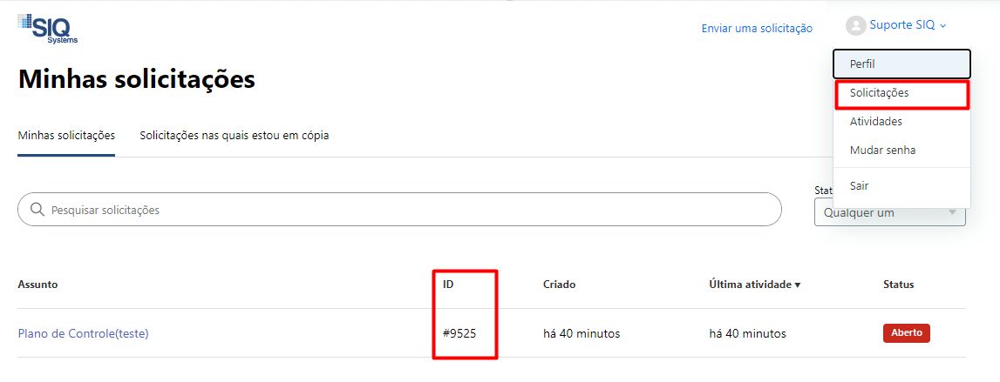 SIQ
Systems
Enviar uma solicitação
Suporte SIQ
Perfil
Solicitações
Atividades
Mudar senha
Sair
Minhas solicitações
Minhas solicitações
Solicitações nas quais estou em cópia
Pesquisar solicitações
Stat
Qualquer um
Assunto ID Criado Última atividade ▼ Status
Plano de Controle(teste) #9525 há 40 minutos há 40 minutos Aberto